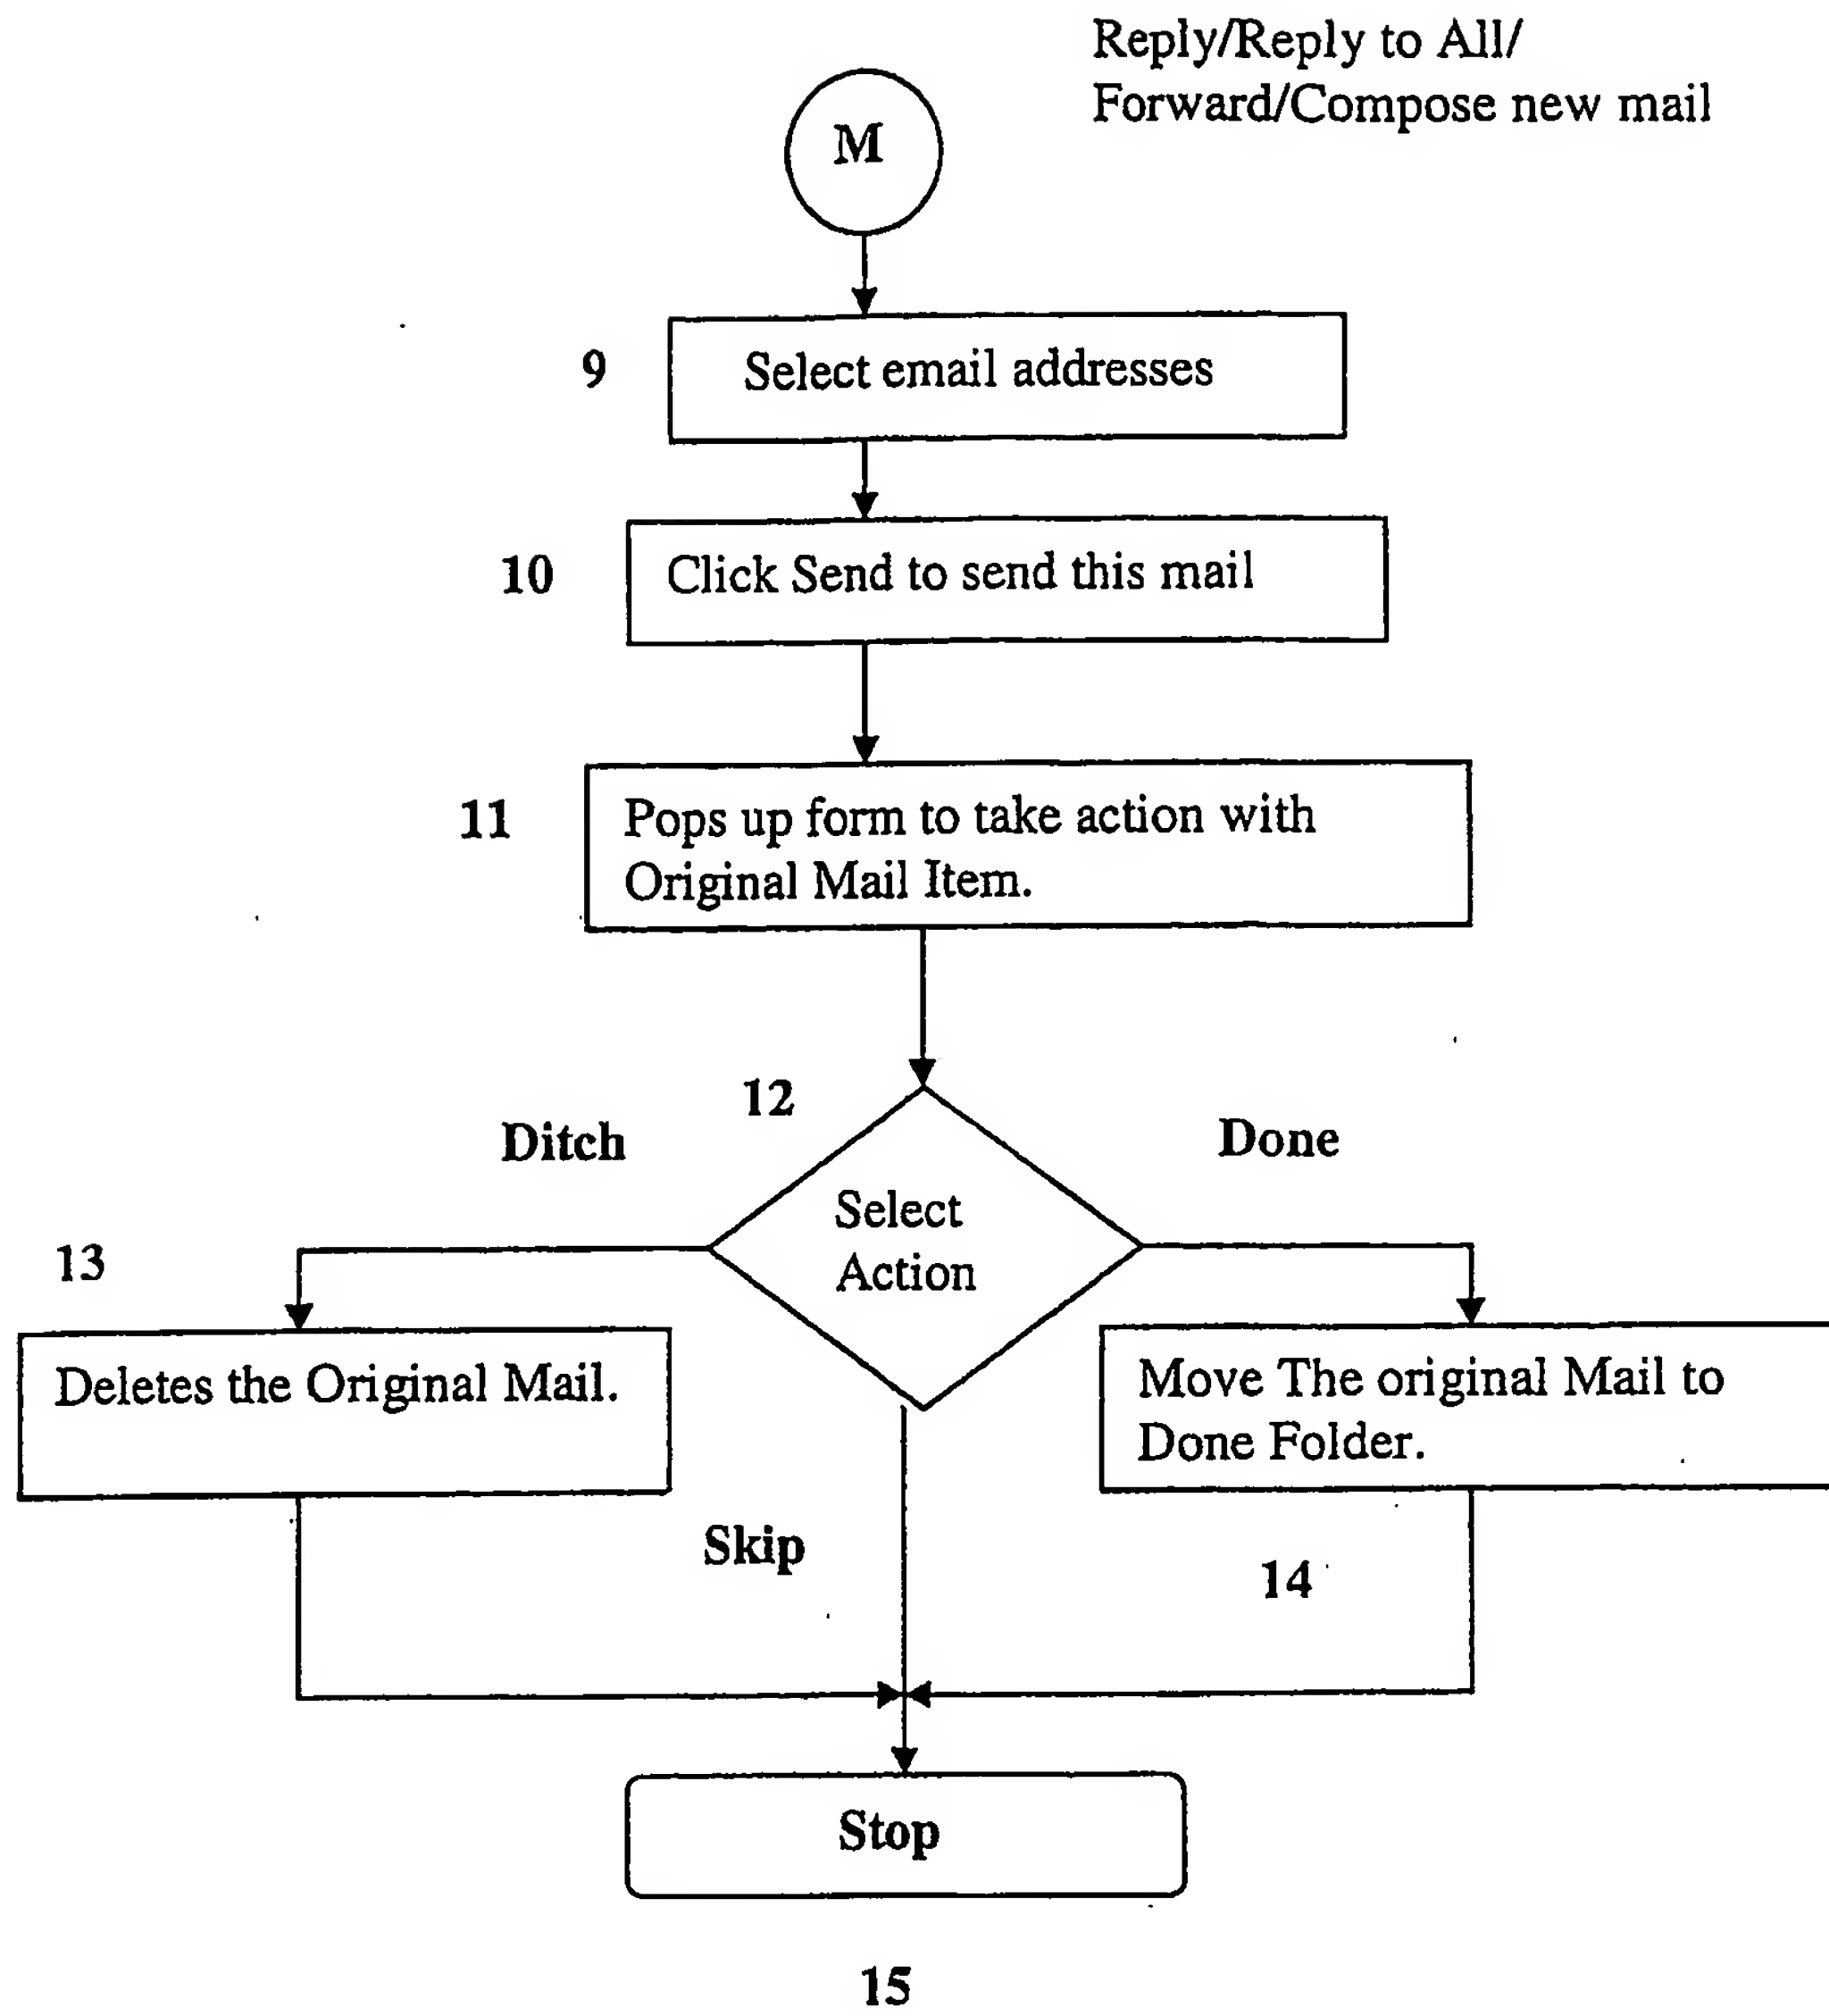 Reply/Reply to All/
Forward/Compose new mail
M
9
Select email addresses
10
Click Send to send this mail
11
Pops up form to take action with
Original Mail Item.
12
Ditch
Done
Select
Action
13
Deletes the Original Mail.
Move The original Mail to
Done Folder.
Skip
14
Stop
15